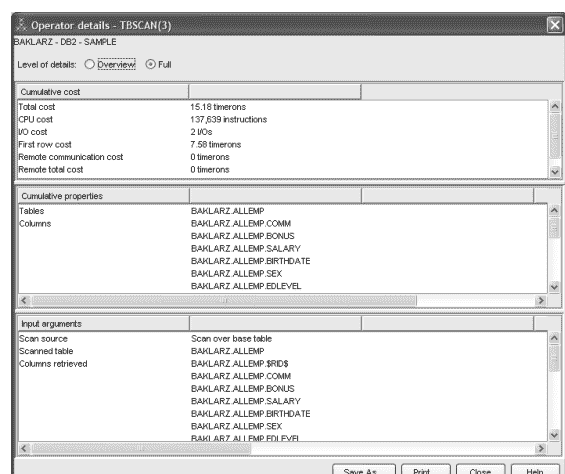 Operator details - TBSCAN(3)
BAKLARZ - DB2 - SAMPLE
Level of details: Overview Full
Cumulative cost
Total cost 15.18 timerons
CPU cost 137,639 instructions
I/O cost 2 I/Os
First row cost 7.58 timerons
Remote communication cost 0 timerons
Remote total cost 0 timerons
Cumulative properties
Tables BAKLARZ.ALLEMP
Columns BAKLARZ.ALLEMP.COMM
BAKLARZ.ALLEMP.BONUS
BAKLARZ.ALLEMP.SALARY
BAKLARZ.ALLEMP.BIRTHDATE
BAKLARZ.ALLEMP.SEX
BAKLARZ.ALLEMP.EDLEVEL
Input arguments
Scan source Scan over base table
Scanned table BAKLARZ.ALLEMP
Columns retrieved BAKLARZ.ALLEMP.$RID$
BAKLARZ.ALLEMP.COMM
BAKLARZ.ALLEMP.BONUS
BAKLARZ.ALLEMP.SALARY
BAKLARZ.ALLEMP.BIRTHDATE
BAKLARZ.ALLEMP.SEX
BAKLARZ.ALLEMP.EDLEVEL
Save As... Print... Close Help